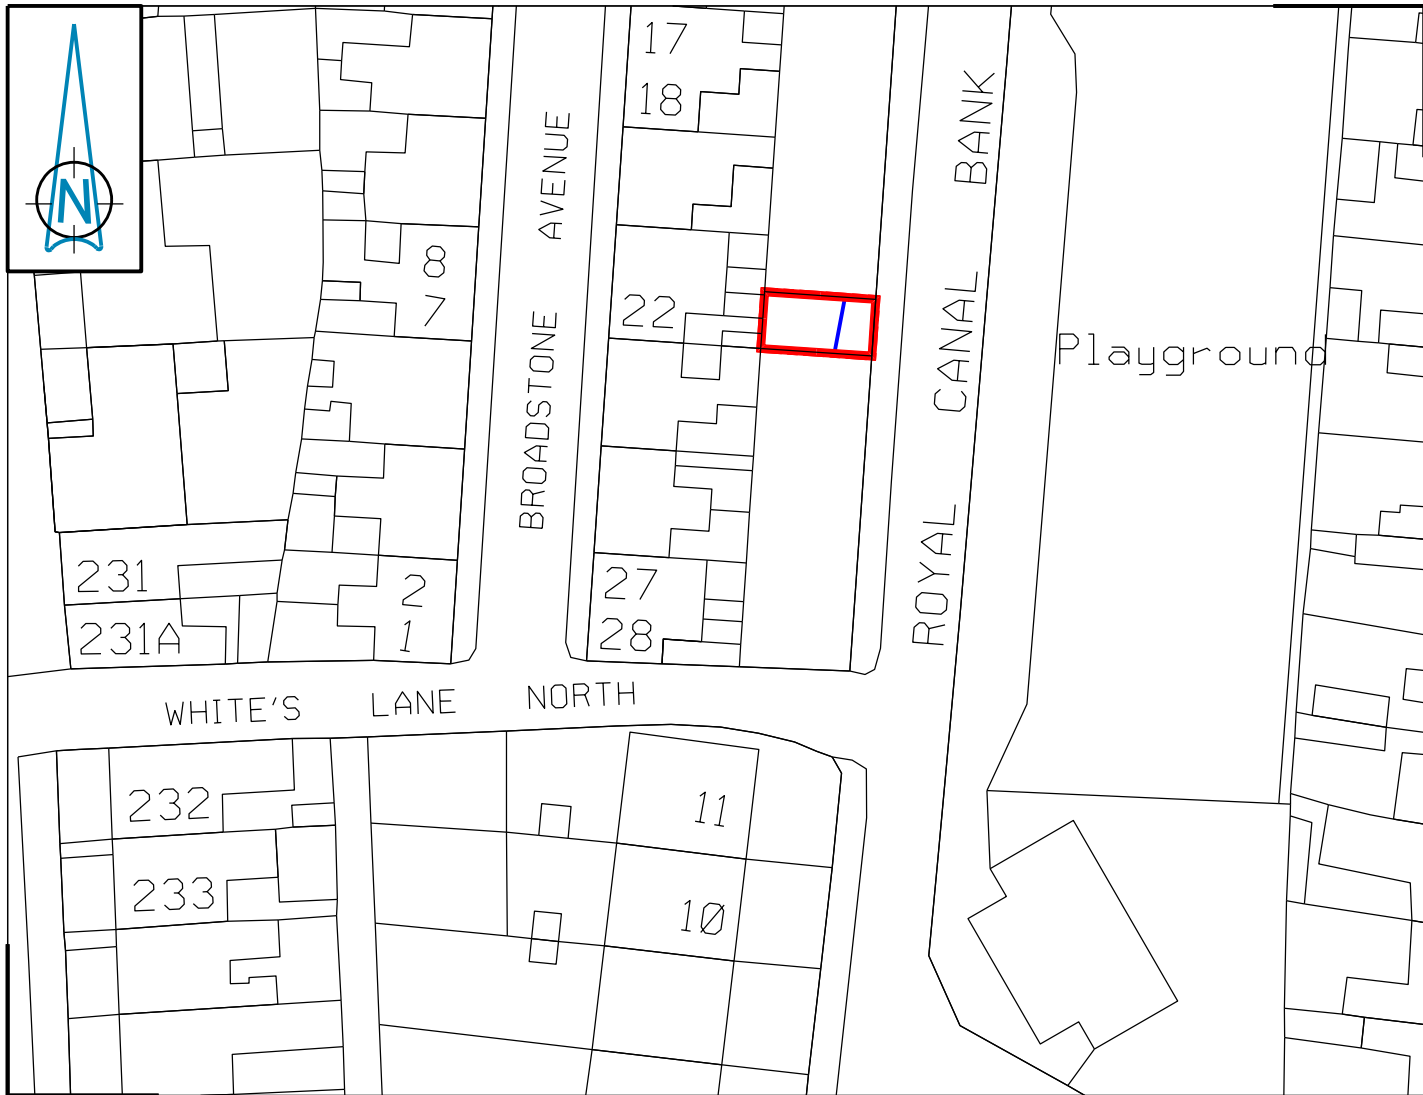 17
18
N
8
7
22
BROADSTONE AVENUE
ROYAL CANAL BANK
Playground
231
231A
2
1
27
28
WHITE'S LANE NORTH
232
233
11
10